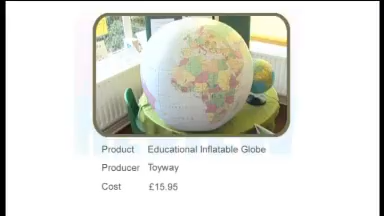 Product Educational Inflatable Globe
Producer Toyway
Cost £15.95